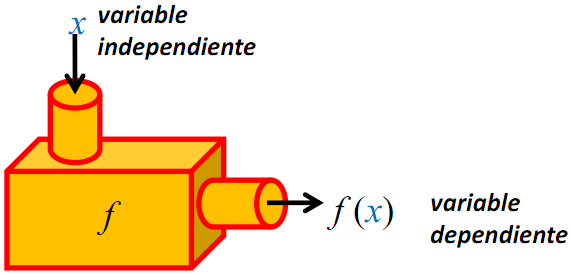 x variable
independiente
f
f(x) variable
dependiente